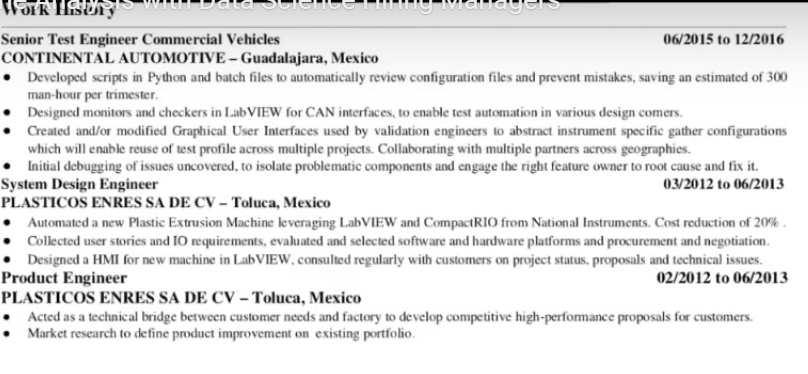 Analysis with Data Science Hiring Managers
Work History
Senior Test Engineer Commercial Vehicles 06/2015 to 12/2016
CONTINENTAL AUTOMOTIVE – Guadalajara, Mexico
● Developed scripts in Python and batch files to automatically review configuration files and prevent mistakes, saving an estimated of 300
man-hour per trimester.
● Designed monitors and checkers in LabVIEW for CAN interfaces, to enable test automation in various design corners.
● Created and/or modified Graphical User Interfaces used by validation engineers to abstract instrument specific gather configurations
which will enable reuse of test profile across multiple projects. Collaborating with multiple partners across geographies.
● Initial debugging of issues uncovered, to isolate problematic components and engage the right feature owner to root cause and fix it.
System Design Engineer 03/2012 to 06/2013
PLASTICOS ENRES SA DE CV – Toluca, Mexico
● Automated a new Plastic Extrusion Machine leveraging LabVIEW and CompactRIO from National Instruments. Cost reduction of 20% .
● Collected user stories and IO requirements, evaluated and selected software and hardware platforms and procurement and negotiation.
● Designed a HMI for new machine in LabVIEW, consulted regularly with customers on project status, proposals and technical issues.
Product Engineer 02/2012 to 06/2013
PLASTICOS ENRES SA DE CV – Toluca, Mexico
● Acted as a technical bridge between customer needs and factory to develop competitive high-performance proposals for customers.
● Market research to define product improvement on existing portfolio.